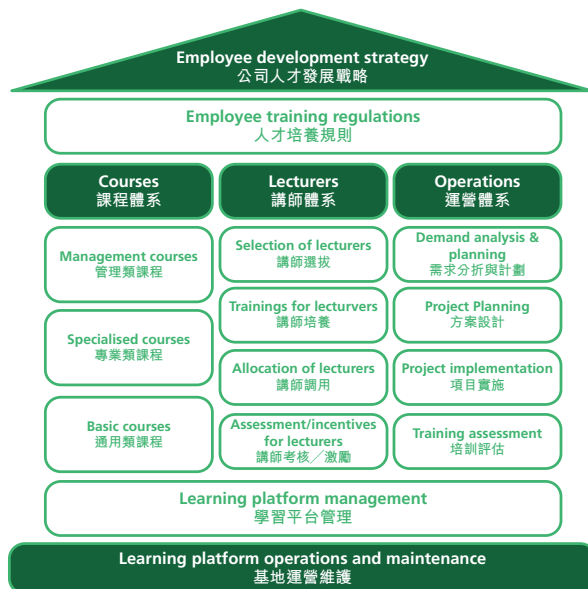 Employee development strategy
公司人才發展戰略
Employee training regulations
人才培養規則
Courses
課程體系
Lecturers
講師體系
Operations
運營體系
Management courses
管理類課程
Specialised courses
專業類課程
Basic courses
通用類課程
Selection of lecturers
講師選拔
Trainings for lecturvers
講師培養
Allocation of lecturers
講師調用
Assessment/incentives
for lecturers
講師考核╱激勵
Demand analysis &
planning
需求分折與計劃
Project Planning
方案設計
Project implementation
項目實施
Training assessment
培訓評估
Learning platform management
學習平台管理
Learning platform operations and maintenance
基地運營維護